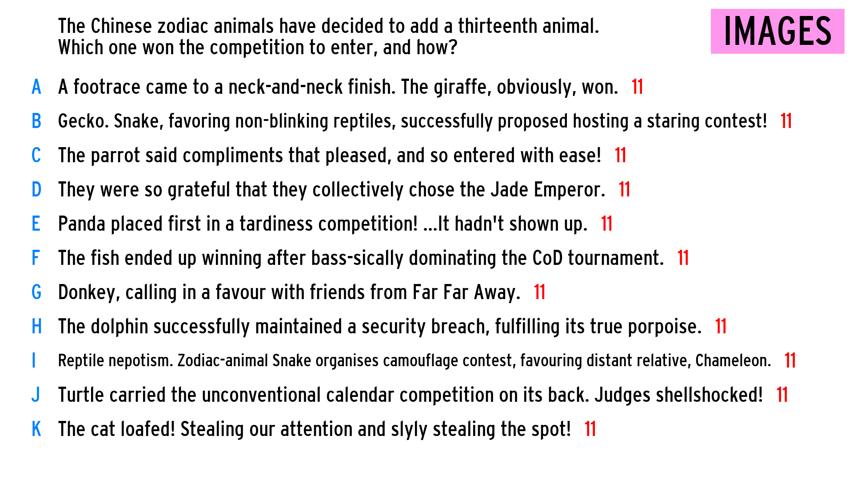 The Chinese zodiac animals have decided to add a thirteenth animal.
Which one won the competition to enter, and how?
IMAGES
A A footrace came to a neck-and-neck finish. The giraffe, obviously, won. 11
B Gecko. Snake, favoring non-blinking reptiles, successfully proposed hosting a staring contest! 11
C The parrot said compliments that pleased, and so entered with ease! 11
D They were so grateful that they collectively chose the Jade Emperor. 11
E Panda placed first in a tardiness competition! ...It hadn't shown up. 11
F The fish ended up winning after bass-sically dominating the CoD tournament. 11
G Donkey, calling in a favour with friends from Far Far Away. 11
H The dolphin successfully maintained a security breach, fulfilling its true porpoise. 11
I Reptile nepotism. Zodiac-animal Snake organises camouflage contest, favouring distant relative, Chameleon. 11
J Turtle carried the unconventional calendar competition on its back. Judges shellshocked! 11
K The cat loafed! Stealing our attention and slyly stealing the spot! 11